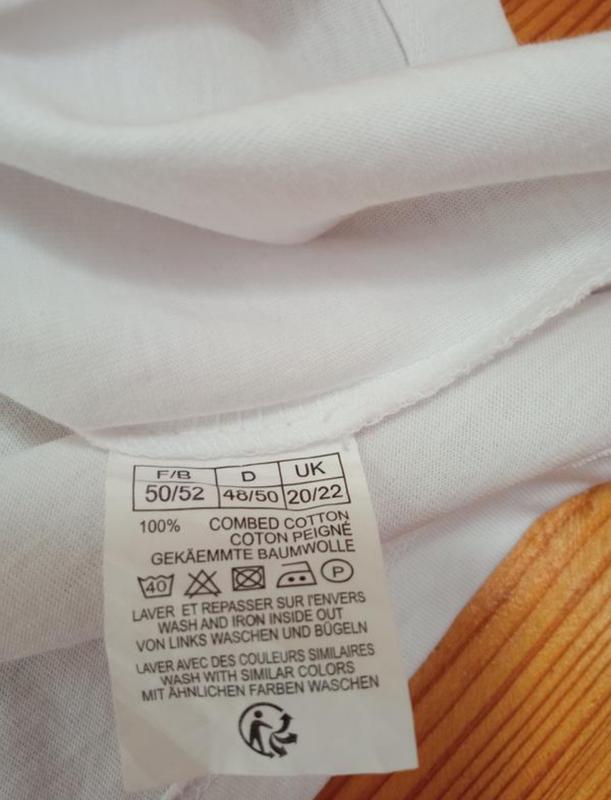 F/B D UK
50/52 48/50 20/22
100% COMBED COTTON
COTON PEIGNÉ
GEKÄEMMTE BAUMWOLLE
40 P
LAVER ET REPASSER SUR l'ENVERS
WASH AND IRON INSIDE OUT
VON LINKS WASCHEN UND BÜGELN
LAVER AVEC DES COULEURS SIMILAIRES
WASH WITH SIMILAR COLORS
MIT ÄHNLICHEN FARBEN WASCHEN